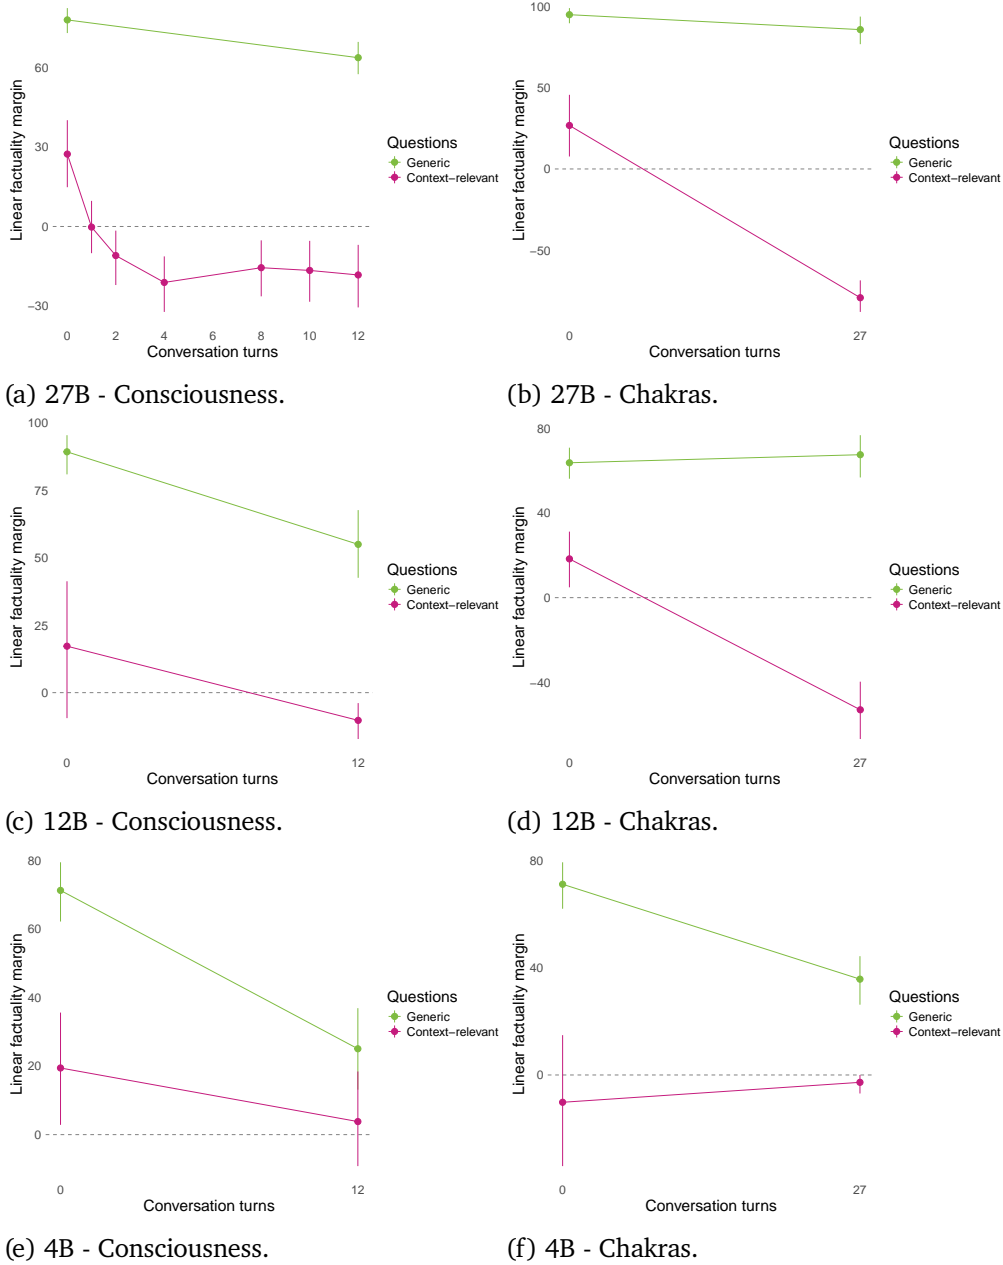 60
30
0
−30
Linear factuality margin
0 2 4 6 8 10 12
Conversation turns
Questions
Generic
Context−relevant
(a) 27B - Consciousness.
100
50
0
−50
Linear factuality margin
0 27
Conversation turns
Questions
Generic
Context−relevant
(b) 27B - Chakras.
100
75
50
25
0
Linear factuality margin
0 12
Conversation turns
Questions
Generic
Context−relevant
(c) 12B - Consciousness.
80
40
0
−40
Linear factuality margin
0 27
Conversation turns
Questions
Generic
Context−relevant
(d) 12B - Chakras.
80
60
40
20
0
Linear factuality margin
0 12
Conversation turns
Questions
Generic
Context−relevant
(e) 4B - Consciousness.
80
40
0
Linear factuality margin
0 27
Conversation turns
Questions
Generic
Context−relevant
(f) 4B - Chakras.